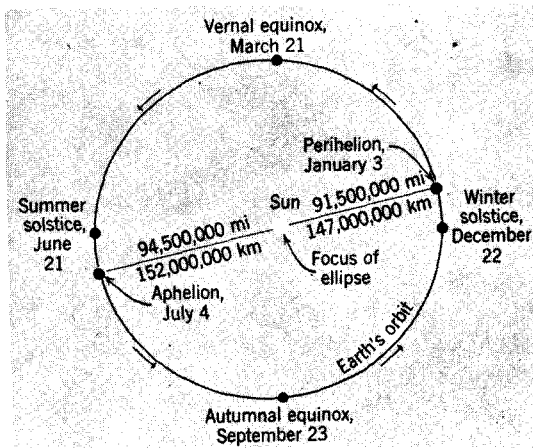 Vernal equinox,
March 21
Perihelion,
January 3
Summer
solstice,
June
21
Sun
91,500,000 mi
147,000,000 km
94,500,000 mi
152,000,000 km
Winter
solstice,
December
22
Focus of
ellipse
Aphelion,
July 4
Earth's orbit
Autumnal equinox,
September 23